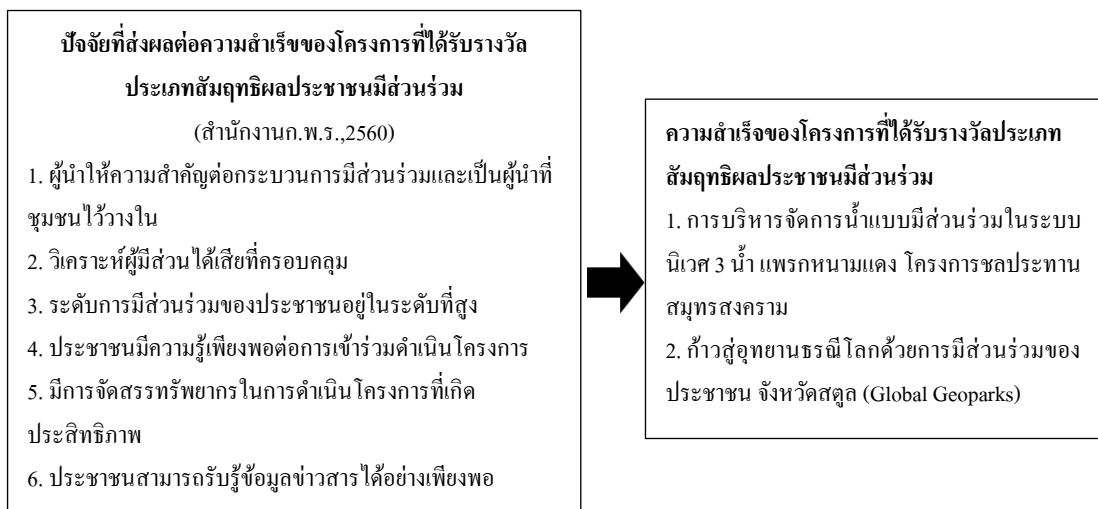 ปัจจัยที่ส่งผลต่อความสำเร็ขของโครงการที่ได้รับรางวัล
ประเภทสัมฤทธิผลประชาชนมีส่วนร่วม
(สำนักงานก.พ.ร.,2560)
1. ผู้นำให้ความสำคัญต่อกระบวนการมีส่วนร่วมและเป็นผู้นำที่
ชุมชนไว้วางใน
2. วิเคราะห์ผู้มีส่วนได้เสียที่ครอบคลุม
3. ระดับการมีส่วนร่วมของประชาชนอยู่ในระดับที่สูง
4. ประชาชนมีความรู้เพียงพอต่อการเข้าร่วมดำเนินโครงการ
5. มีการจัดสรรทรัพยากรในการดำเนินโครงการที่เกิด
ประสิทธิภาพ
6. ประชาชนสามารถรับรู้ข้อมูลข่าวสารได้อย่างเพียงพอ
ความสำเร็จของโครงการที่ได้รับรางวัลประเภท
สัมฤทธิผลประชาชนมีส่วนร่วม
1. การบริหารจัดการน้ำแบบมีส่วนร่วมในระบบ
นิเวศ 3 น้ำ แพรกหนามแดง โครงการชลประทาน
สมุทรสงคราม
2. ก้าวสู่อุทยานธรณีโลกด้วยการมีส่วนร่วมของ
ประชาชน จังหวัดสตูล (Global Geoparks)